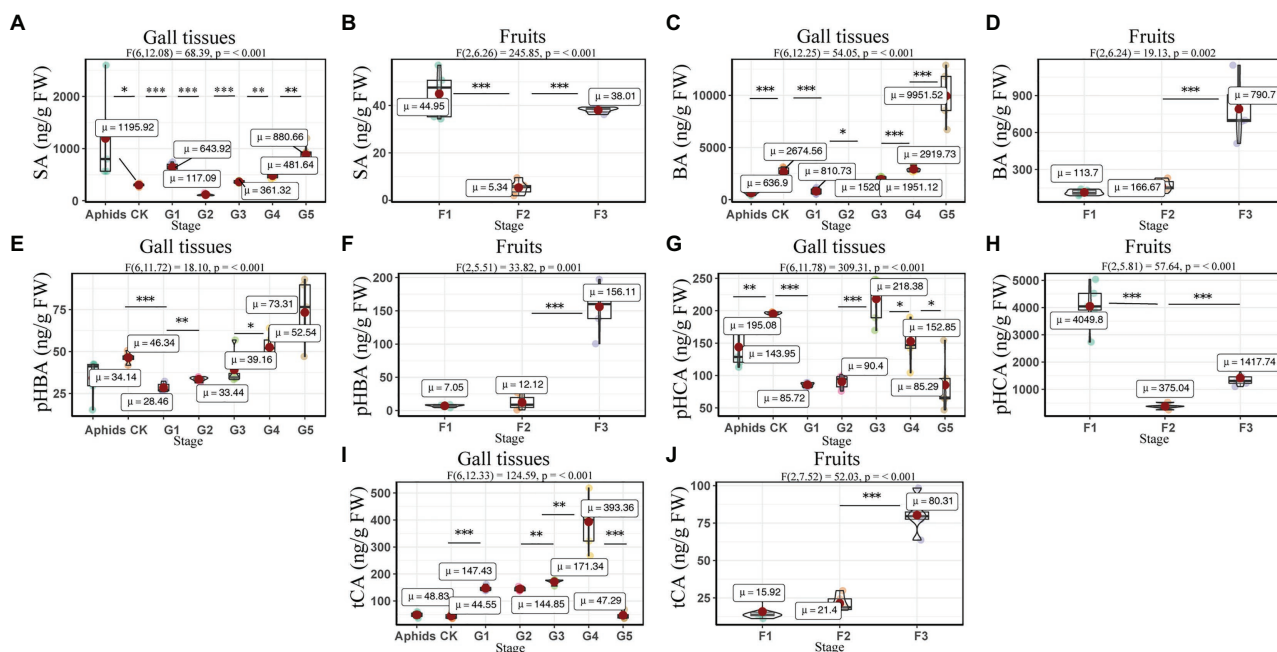 A
Gall tissues
F(6,12.08) = 68.39, p = < 0.001
SA (ng/g FW)
2000
1000
0
* *** *** *** ** **
μ = 1195.92
μ = 643.92
μ = 117.09
μ = 361.32
μ = 880.66
μ = 481.64
Aphids CK G1 G2 G3 G4 G5
Stage
B
Fruits
F(2,6.26) = 245.85, p = < 0.001
SA (ng/g FW)
40
20
0
*** ***
μ = 44.95
μ = 5.34
μ = 38.01
F1 F2 F3
Stage
C
Gall tissues
F(6,12.25) = 54.05, p = < 0.001
BA (ng/g FW)
10000
5000
0
*** *** * *** ***
μ = 636.9
μ = 2674.56
μ = 810.73
μ = 1520
μ = 1951.12
μ = 2919.73
μ = 9951.52
Aphids CK G1 G2 G3 G4 G5
Stage
D
Fruits
F(2,6.24) = 19.13, p = 0.002
BA (ng/g FW)
900
600
300
***
μ = 113.7
μ = 166.67
μ = 790.7
F1 F2 F3
Stage
E
Gall tissues
F(6,11.72) = 18.10, p = < 0.001
pHBA (ng/g FW)
75
50
25
*** ** *
μ = 34.14
μ = 46.34
μ = 28.46
μ = 33.44
μ = 39.16
μ = 52.54
μ = 73.31
Aphids CK G1 G2 G3 G4 G5
Stage
F
Fruits
F(2,5.51) = 33.82, p = 0.001
pHBA (ng/g FW)
200
150
100
50
0
***
μ = 7.05
μ = 12.12
μ = 156.11
F1 F2 F3
Stage
G
Gall tissues
F(6,11.78) = 309.31, p = < 0.001
pHCA (ng/g FW)
250
200
150
100
50
** *** *** * *
μ = 195.08
μ = 143.95
μ = 85.72
μ = 90.4
μ = 218.38
μ = 152.85
μ = 85.29
Aphids CK G1 G2 G3 G4 G5
Stage
H
Fruits
F(2,5.81) = 57.64, p = < 0.001
pHCA (ng/g FW)
5000
4000
3000
2000
1000
*** ***
μ = 4049.8
μ = 375.04
μ = 1417.74
F1 F2 F3
Stage
I
Gall tissues
F(6,12.33) = 124.59, p = < 0.001
tCA (ng/g FW)
500
400
300
200
100
*** ** ** ***
μ = 48.83
μ = 147.43
μ = 44.55
μ = 144.85
μ = 171.34
μ = 393.36
μ = 47.29
Aphids CK G1 G2 G3 G4 G5
Stage
J
Fruits
F(2,7.52) = 52.03, p = < 0.001
tCA (ng/g FW)
100
75
50
25
***
μ = 15.92
μ = 21.4
μ = 80.31
F1 F2 F3
Stage